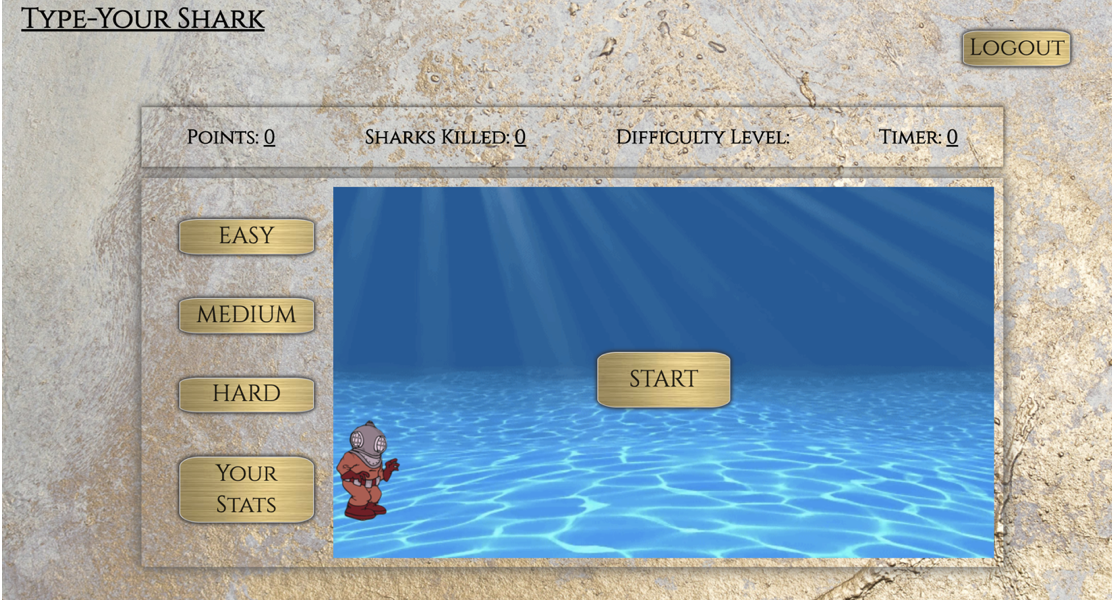 Type-Your Shark
Logout
Points: 0
Sharks Killed: 0
Difficulty Level:
Timer: 0
EASY
MEDIUM
HARD
Your
Stats
START